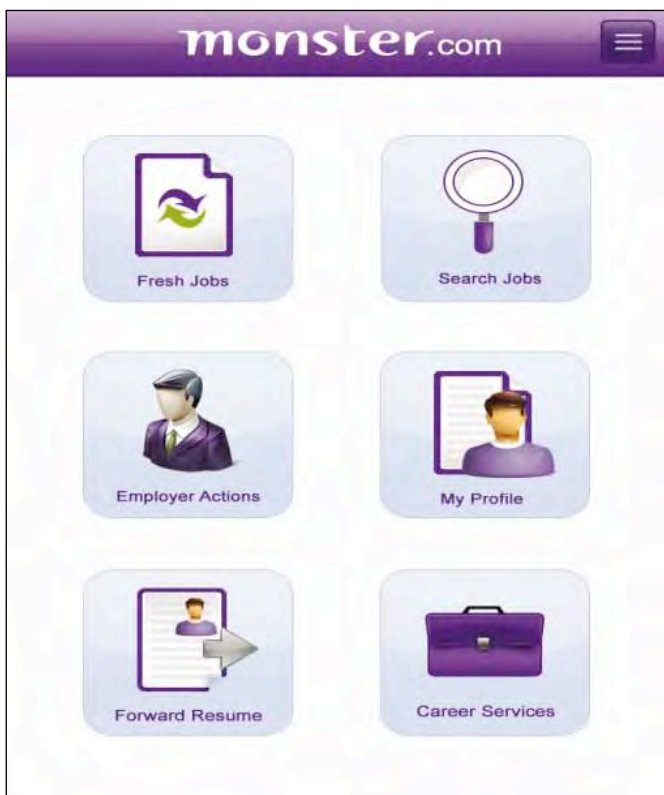 monster.com
Fresh Jobs
Search Jobs
Employer Actions
My Profile
Forward Resume
Career Services